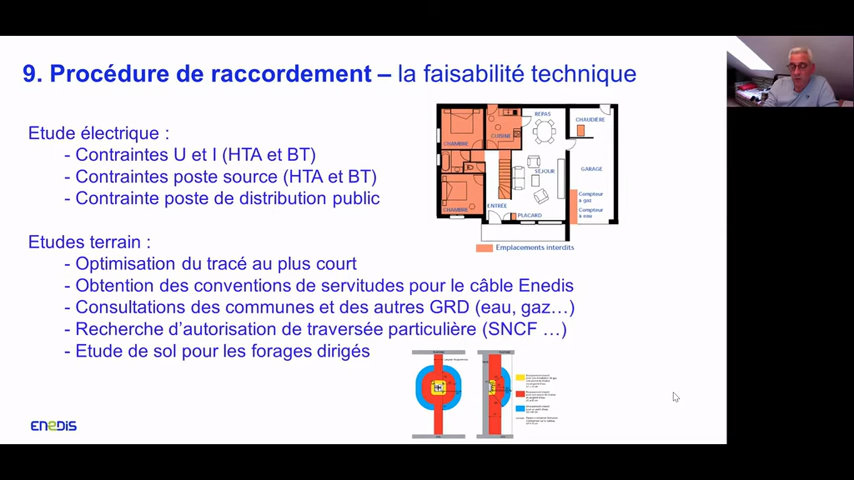 9. Procédure de raccordement – la faisabilité technique
Etude électrique :
- Contraintes U et I (HTA et BT)
- Contraintes poste source (HTA et BT)
- Contrainte poste de distribution public
CHAMBRE
CUISINE
REPAS
CHAUDIÈRE
SÉJOUR
GARAGE
CHAMBRE
ENTRÉE
PLACARD
Compteur
à gaz
Compteur
à eau
Emplacements interdits
Etudes terrain :
- Optimisation du tracé au plus court
- Obtention des conventions de servitudes pour le câble Enedis
- Consultations des communes et des autres GRD (eau, gaz…)
- Recherche d’autorisation de traversée particulière (SNCF …)
- Etude de sol pour les forages dirigés
ENEDIS